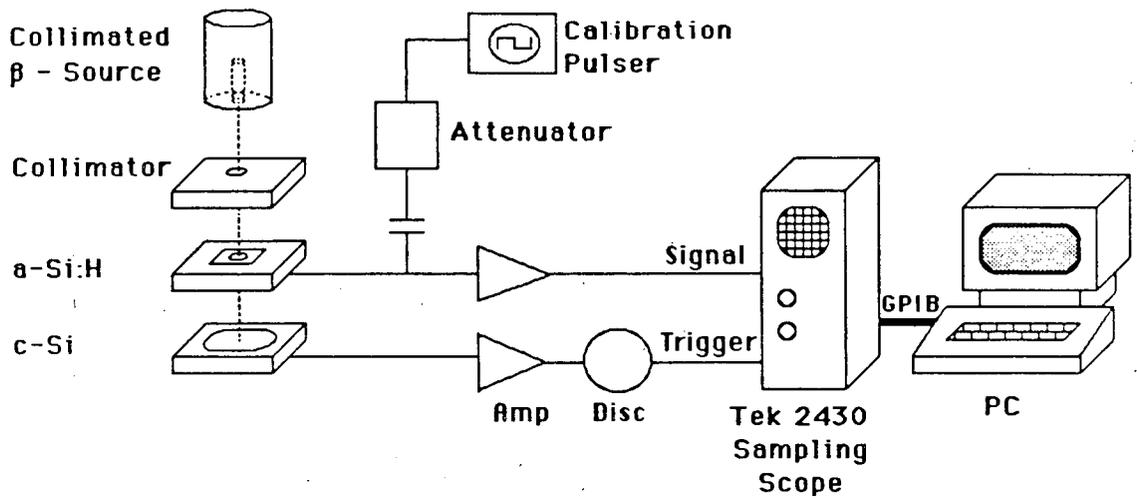 Collimated
β - Source
Calibration
Pulser
Attenuator
Collimator
a-Si:H
Signal
GPIB
c-Si
Trigger
Amp
Disc
Tek 2430
Sampling
Scope
PC